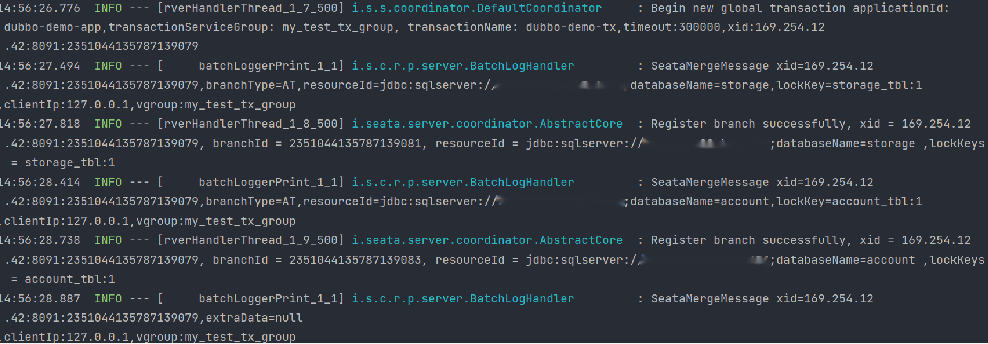 14:56:26.776  INFO --- [rverHandlerThread_1_7_500] i.s.s.coordinator.DefaultCoordinator     : Begin new global transaction applicationId:
dubbo-demo-app,transactionServiceGroup: my_test_tx_group, transactionName: dubbo-demo-tx,timeout:300000,xid:169.254.12
.42:8091:2351044135787139079
14:56:27.494  INFO --- [     batchLoggerPrint_1_1] i.s.c.r.p.server.BatchLogHandler         : SeataMergeMessage xid=169.254.12
.42:8091:2351044135787139079,branchType=AT,resourceId=jdbc:sqlserver:/ databaseName=storage,lockKey=storage_tbl:1
,clientIp:127.0.0.1,vgroup:my_test_tx_group
14:56:27.818  INFO --- [rverHandlerThread_1_8_500] i.seata.server.coordinator.AbstractCore  : Register branch successfully, xid = 169.254.12
.42:8091:2351044135787139079, branchId = 2351044135787139081, resourceId = jdbc:sqlserver:// ;databaseName=storage ,lockKeys
= storage_tbl:1
14:56:28.414  INFO --- [     batchLoggerPrint_1_1] i.s.c.r.p.server.BatchLogHandler         : SeataMergeMessage xid=169.254.12
.42:8091:2351044135787139079,branchType=AT,resourceId=jdbc:sqlserver:// ;databaseName=account,lockKey=account_tbl:1
,clientIp:127.0.0.1,vgroup:my_test_tx_group
14:56:28.738  INFO --- [rverHandlerThread_1_9_500] i.seata.server.coordinator.AbstractCore  : Register branch successfully, xid = 169.254.12
.42:8091:2351044135787139079, branchId = 2351044135787139083, resourceId = jdbc:sqlserver:/ ;databaseName=account ,lockKeys
= account_tbl:1
14:56:28.887  INFO --- [     batchLoggerPrint_1_1] i.s.c.r.p.server.BatchLogHandler         : SeataMergeMessage xid=169.254.12
.42:8091:2351044135787139079,extraData=null
,clientIp:127.0.0.1,vgroup:my_test_tx_group